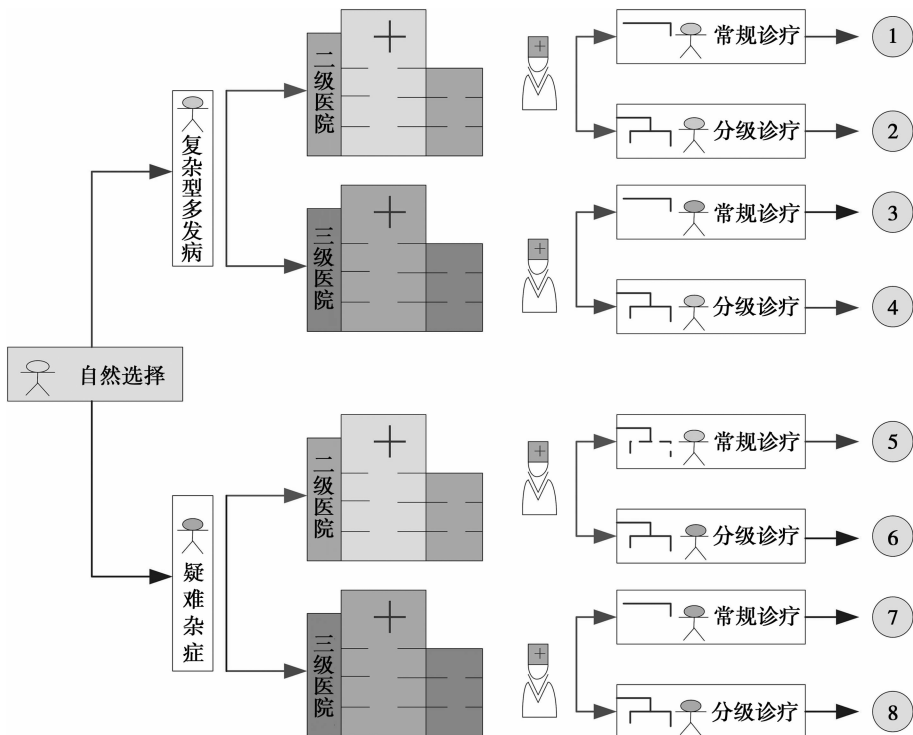 二级医院
常规诊疗
1
分级诊疗
2
复杂型多发病
三级医院
常规诊疗
3
分级诊疗
4
自然选择
二级医院
常规诊疗
5
分级诊疗
6
疑难杂症
三级医院
常规诊疗
7
分级诊疗
8